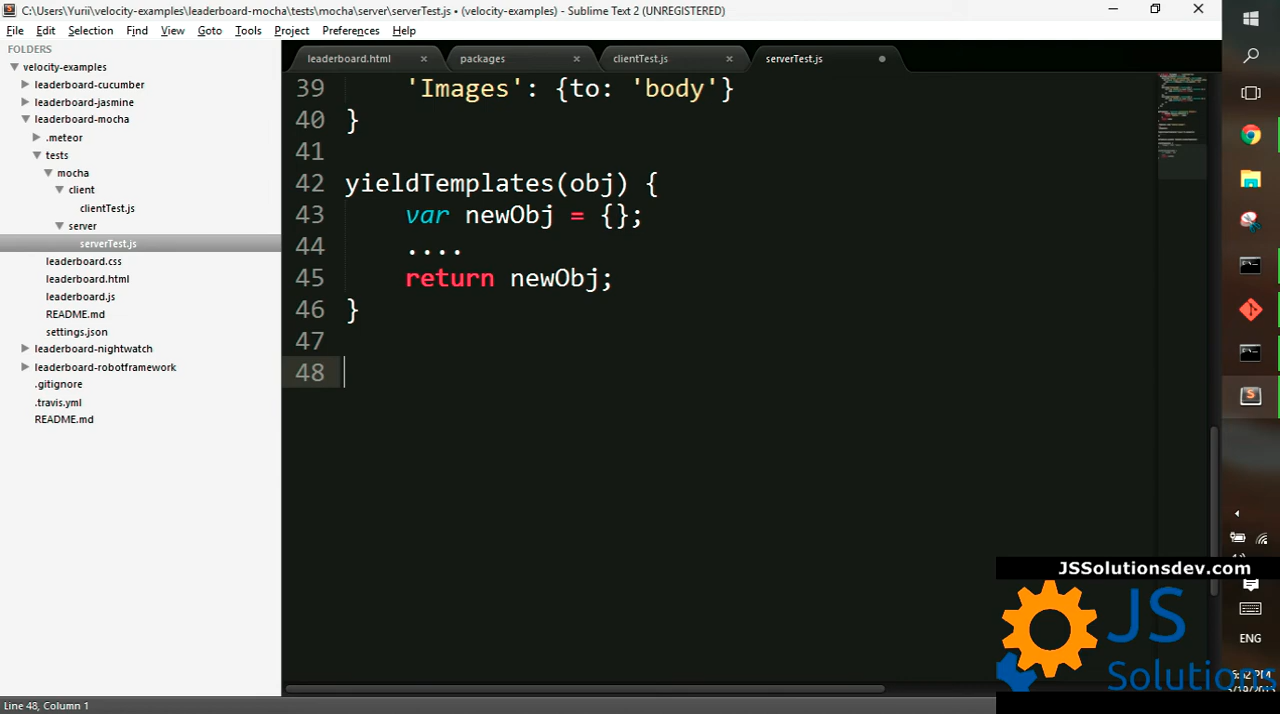 C:\Users\Yurii\velocity-examples\leaderboard-mocha\tests\mocha\server\serverTest.js • (velocity-examples) - Sublime Text 2 (UNREGISTERED)
File Edit Selection Find View Goto Tools Project Preferences Help
FOLDERS
velocity-examples
leaderboard-cucumber
leaderboard-jasmine
leaderboard-mocha
.meteor
tests
mocha
client
clientTest.js
server
serverTest.js
leaderboard.css
leaderboard.html
leaderboard.js
README.md
settings.json
leaderboard-nightwatch
leaderboard-robotframework
.gitignore
.travis.yml
README.md
leaderboard.html packages clientTest.js serverTest.js
39 'Images': {to: 'body'}
40 }
41
42 yieldTemplates(obj) {
43 var newObj = {};
44 ....
45 return newObj;
46 }
47
48
JSSolutionsdev.com
JS
Solutions
ENG
Line 48, Column 1